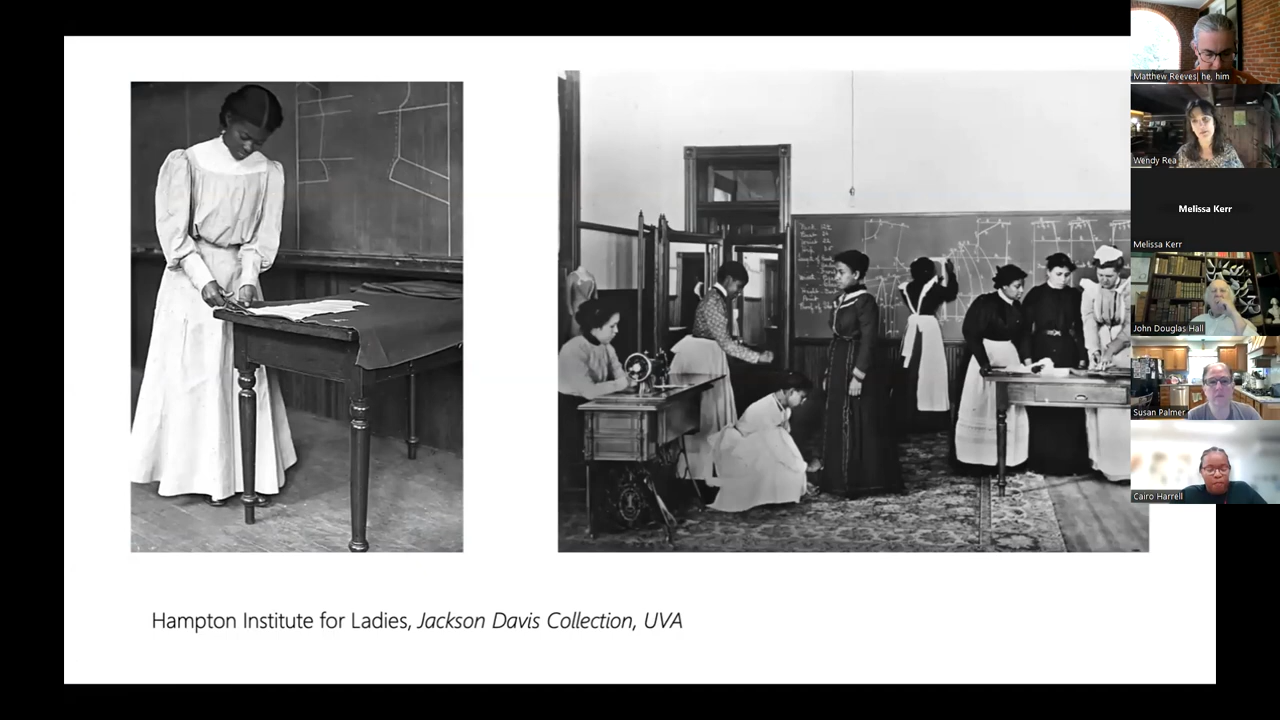 Hampton Institute for Ladies, Jackson Davis Collection, UVA
Matthew Reeves| he, him
Wendy Rea
Melissa Kerr
Melissa Kerr
John Douglas Hall
Susan Palmer
Cairo Harrell